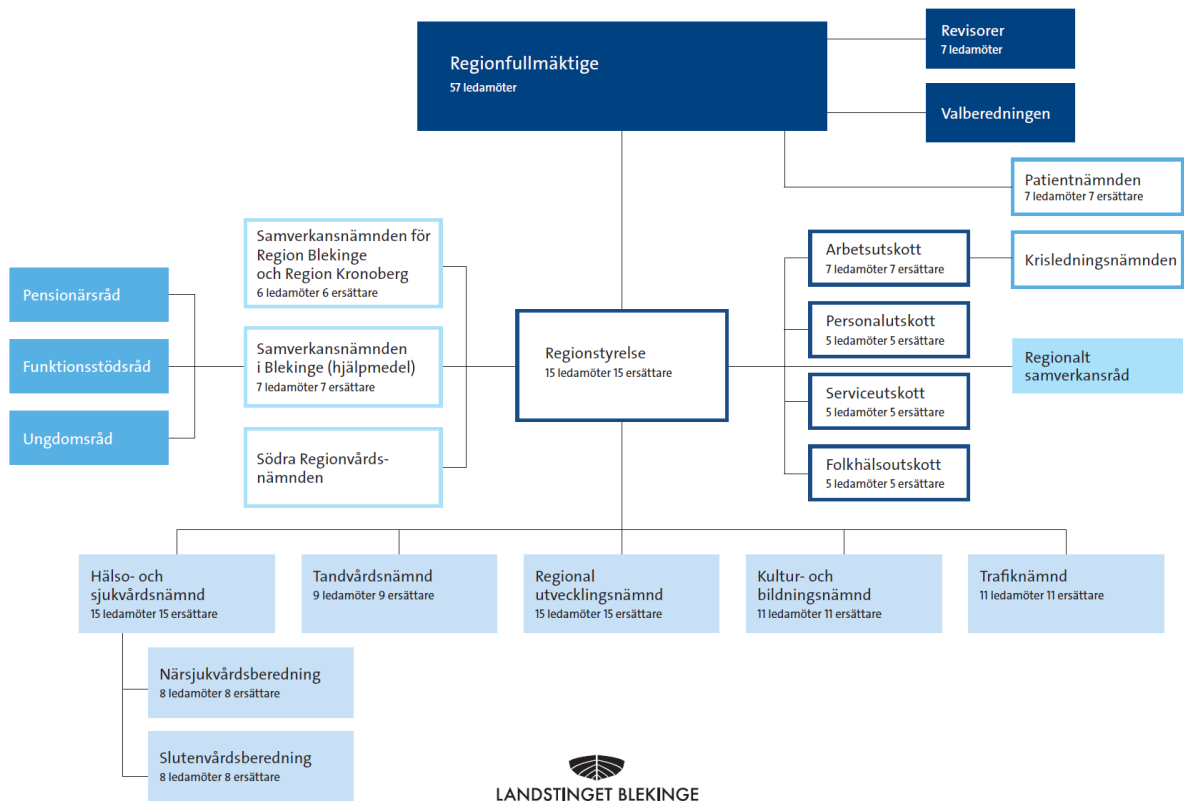 Regionfullmäktige
57 ledamöter
Revisorer
7 ledamöter
Valberedningen
Patientnämnden
7 ledamöter 7 ersättare
Samverkansnämnden för
Region Blekinge
och Region Kronoberg
6 ledamöter 6 ersättare
Arbetsutskott
7 ledamöter 7 ersättare
Krisledningsnämnden
Pensionärsråd
Personalutskott
5 ledamöter 5 ersättare
Funktionsstödsråd
Samverkansnämnden
i Blekinge (hjälpmedel)
7 ledamöter 7 ersättare
Regionstyrelse
15 ledamöter 15 ersättare
Regionalt
samverkansråd
Serviceutskott
5 ledamöter 5 ersättare
Ungdomsråd
Södra Regionvårds-
nämnden
Folkhälsoutskott
5 ledamöter 5 ersättare
Hälso- och
sjukvårdsnämnd
15 ledamöter 15 ersättare
Tandvårdsnämnd
9 ledamöter 9 ersättare
Regional
utvecklingsnämnd
15 ledamöter 15 ersättare
Kultur- och
bildningsnämnd
11 ledamöter 11 ersättare
Trafiknämnd
11 ledamöter 11 ersättare
Närsjukvårdsberedning
8 ledamöter 8 ersättare
Slutenvårdsberedning
8 ledamöter 8 ersättare
LANDSTINGET BLEKINGE